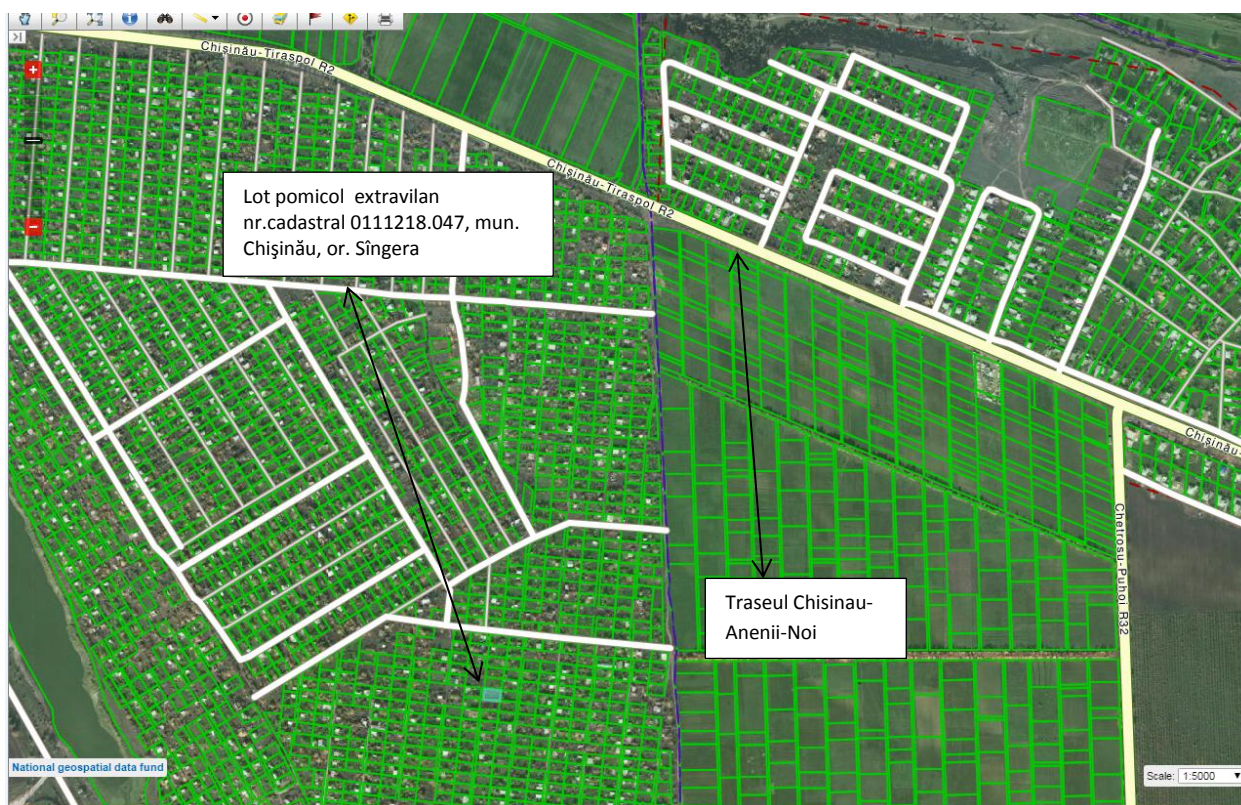 Chişinău-Tiraspol R2
Chişinău-Tiraspol R2
Lot pomicol extravilan
nr.cadastral 0111218.047, mun.
Chişinău, or. Sîngera
Chişinău-
Traseul Chisinau-
Anenii-Noi
Chetrosu-Puhoi R32
National geospatial data fund
Scale: 1:5000